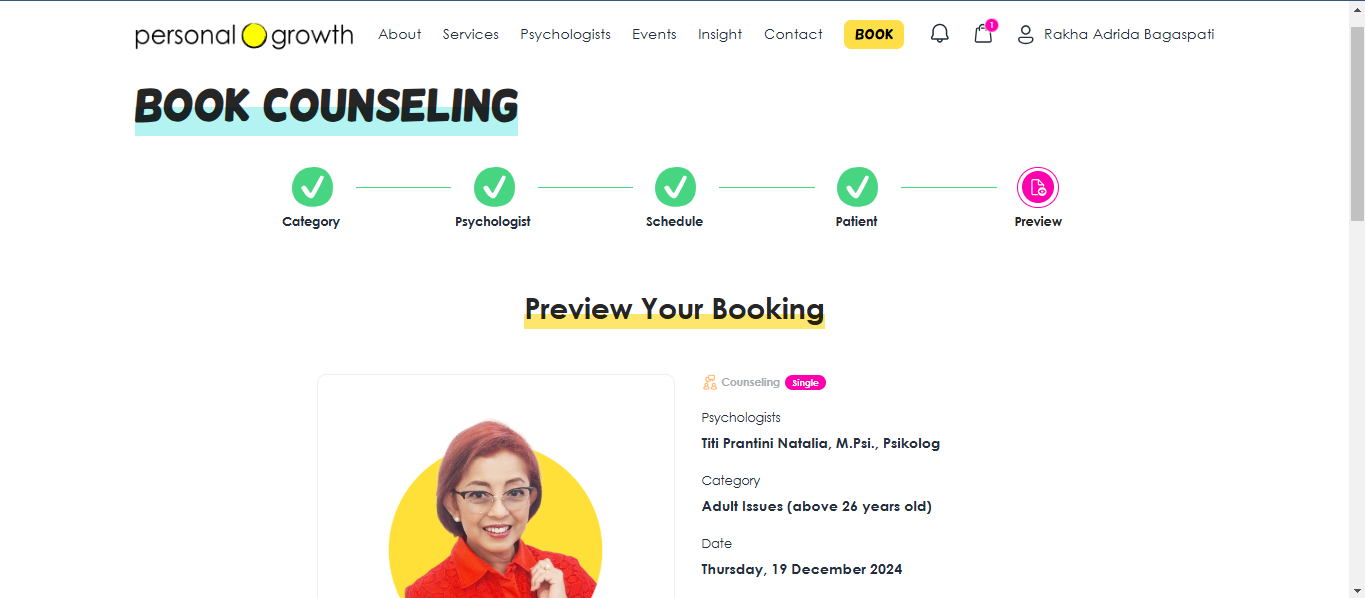 personal growth About Services Psychologists Events Insight Contact BOOK 1 Rakha Adrida Bagaspati
BOOK COUNSELING
Category Psychologist Schedule Patient Preview
Preview Your Booking
Counseling Single
Psychologists
Titi Prantini Natalia, M.Psi., Psikolog
Category
Adult Issues (above 26 years old)
Date
Thursday, 19 December 2024